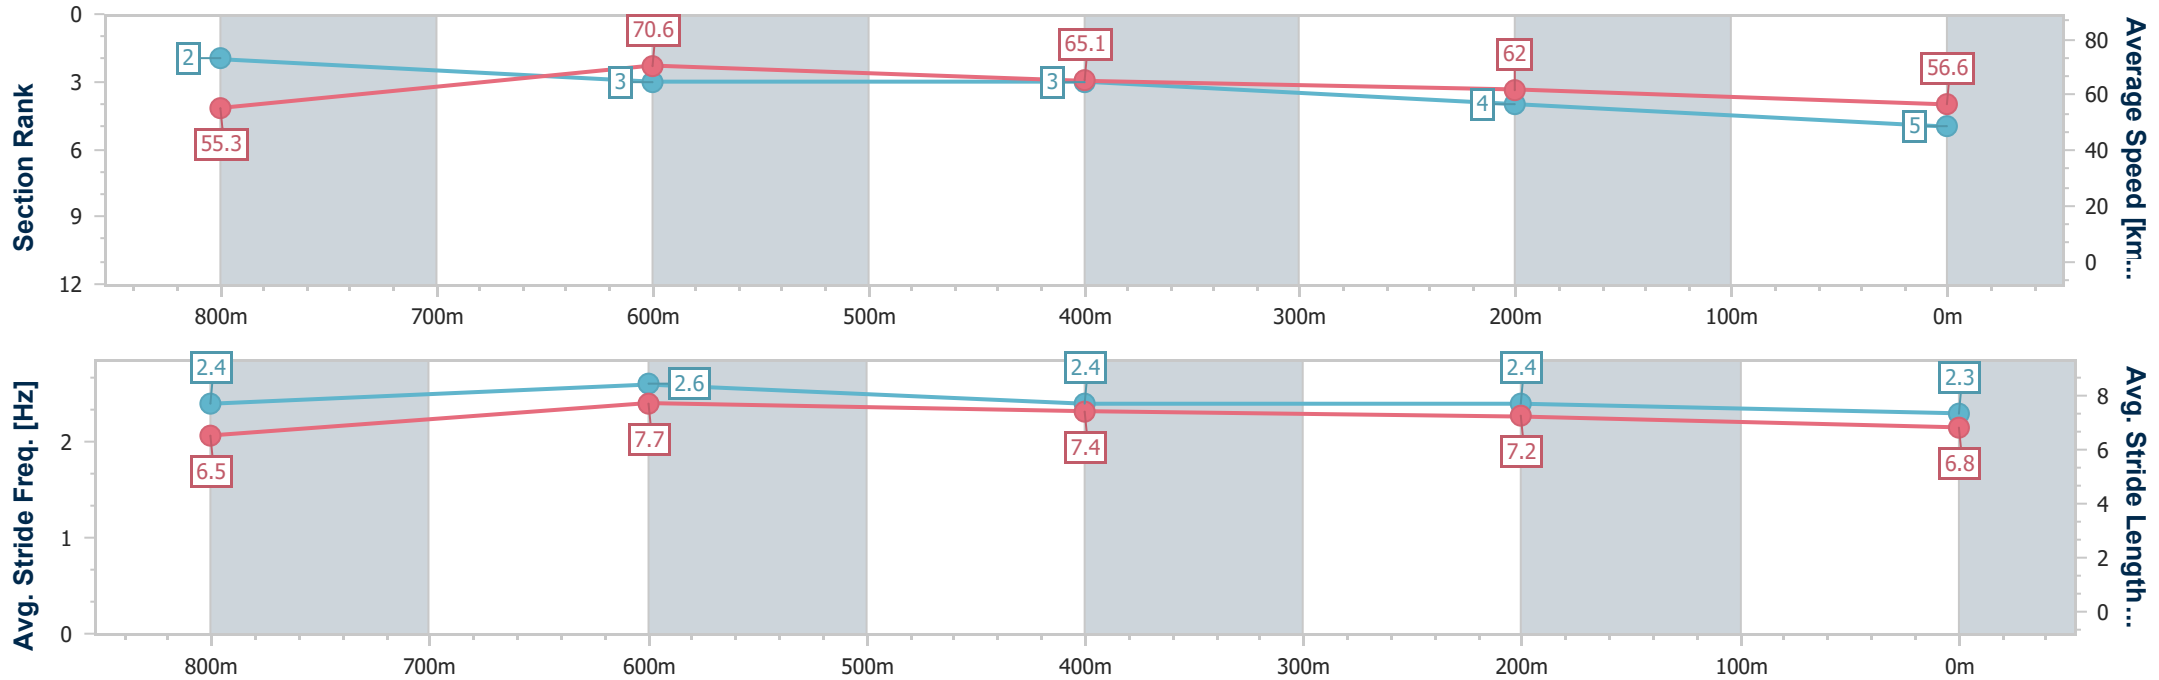 Section Rank
0
3
6
9
12
2
3
3
4
5
55.3
70.6
65.1
62
56.6
80
60
40
20
0
Average Speed [km...
800m
700m
600m
500m
400m
300m
200m
100m
0m
Avg. Stride Freq. [Hz]
2
1
0
2.4
2.6
2.4
2.4
2.3
6.5
7.7
7.4
7.2
6.8
8
6
4
2
0
Avg. Stride Length...
800m
700m
600m
500m
400m
300m
200m
100m
0m